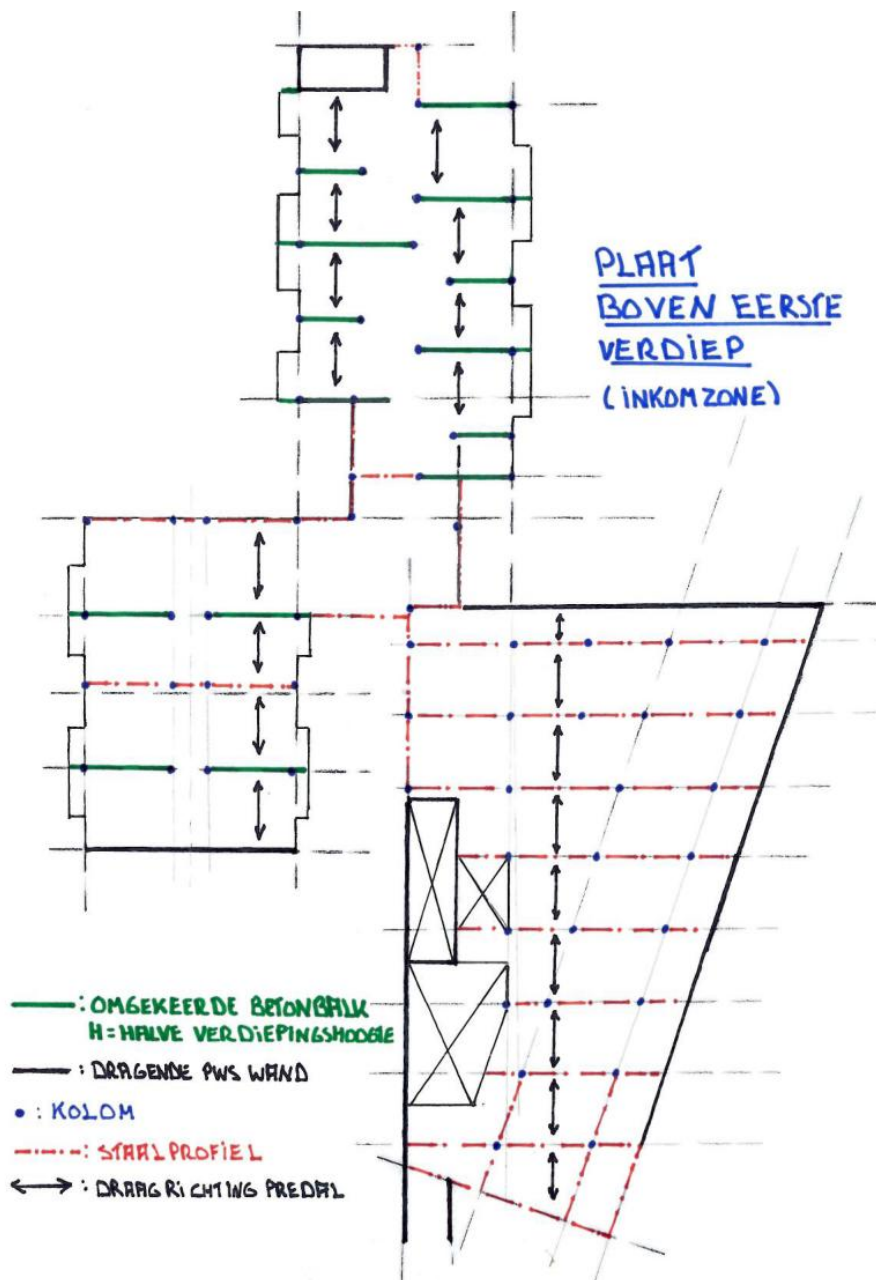 PLAAT
BOVEN EERSTE
VERDIEP
(INKOMZONE)
: OMGEKEERDE BETONBALK
H = HALVE VERDIEPINGSHOOGTE
: DRAGENDE PWS WAND
: KOLOM
: STAALPROFIEL
: DRAAGRICHTING PREDAL